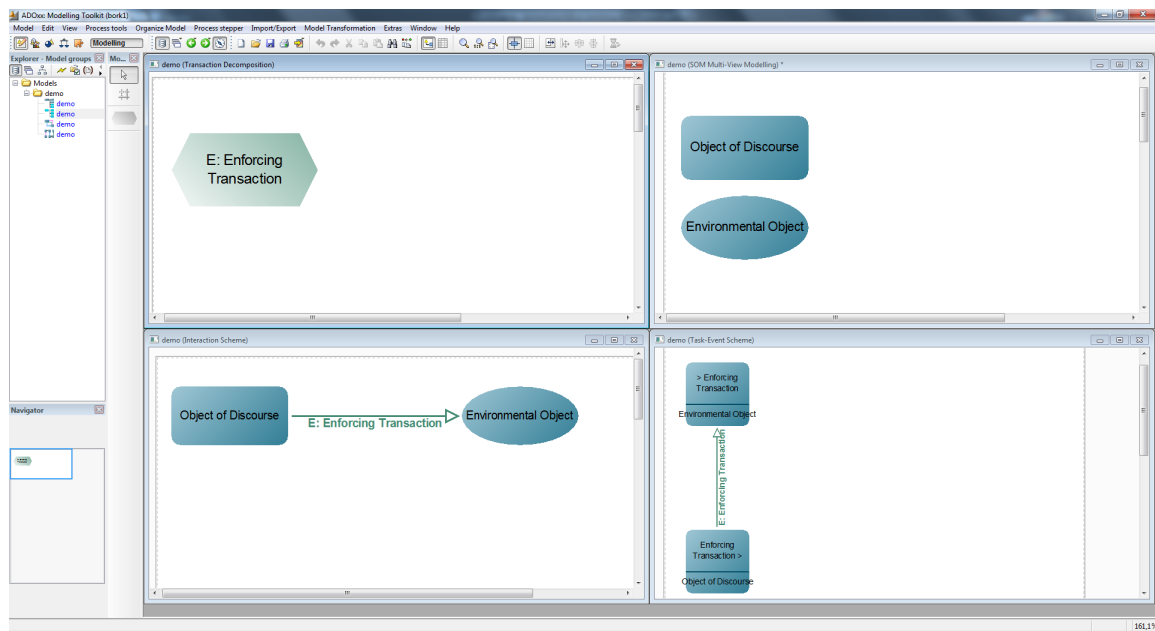 ADOxx: Modelling Toolkit (bork1)
Model Edit View Process tools Organize Model Process stepper Import/Export Model Transformation Extras Window Help
Modelling
Explorer - Model groups
Mo...
Models
demo
demo
demo
demo
demo
Navigator
demo (Transaction Decomposition)
E: Enforcing
Transaction
demo (SOM Multi-View Modelling) *
Object of Discourse
Environmental Object
demo (Interaction Scheme)
Object of Discourse
E: Enforcing Transaction
Environmental Object
demo (Task-Event Scheme)
> Enforcing
Transaction
Environmental Object
E: Enforcing Transaction
Enforcing
Transaction >
Object of Discourse
161,1%